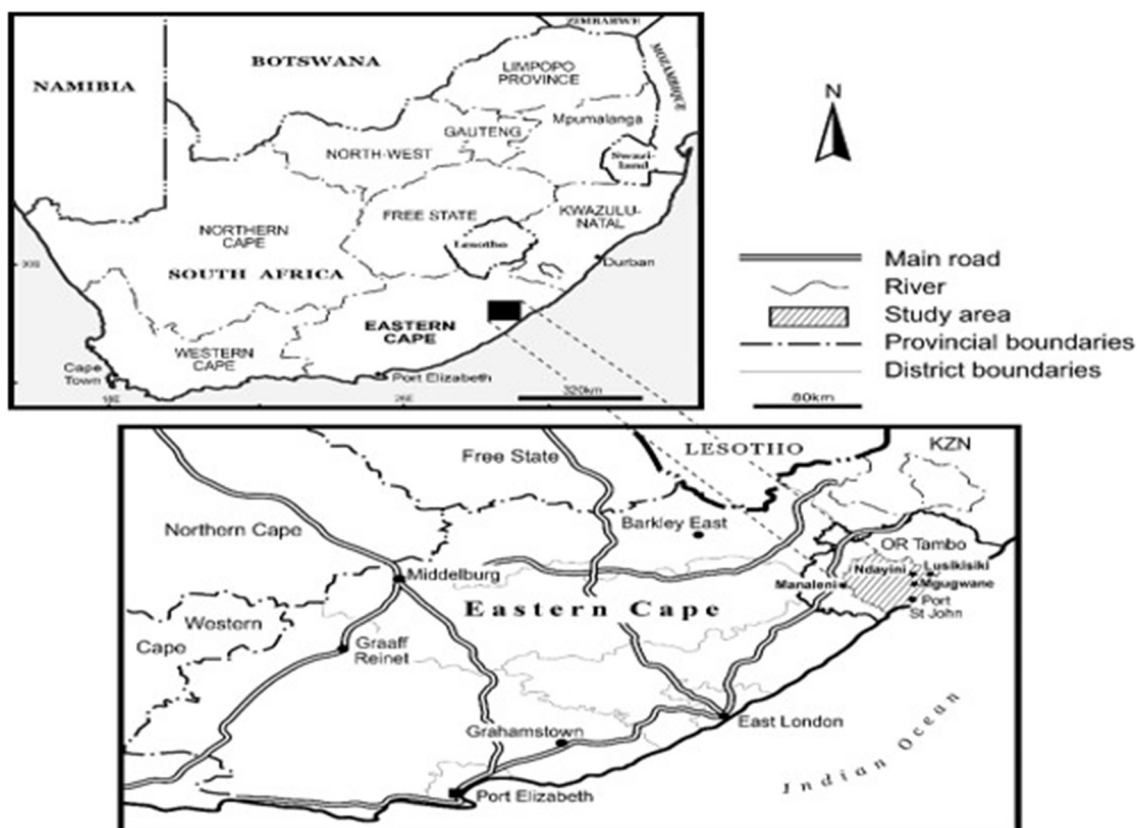 ZIMBABWE
BOTSWANA
LIMPOPO
PROVINCE
MOZAMBIQUE
NAMIBIA
GAUTENG
Mpumalanga
NORTH-WEST
Swazi-
land
FREE STATE
KWAZULU-
NATAL
NORTHERN
CAPE
Lesotho
SOUTH AFRICA
Durban
30S
EASTERN
CAPE
WESTERN
CAPE
Cape
Town
Port Elizabeth
320km
18E
26E
N
Main road
River
Study area
Provincial boundaries
District boundaries
80km
Free State
LESOTHO
KZN
Northern Cape
Barkley East
OR Tambo
Ndayini
Lusikisiki
Middelburg
Manaleni
Mgugwane
Eastern Cape
Port
St John
Western
Cape
Graaff
Reinet
East London
Grahamstown
Indian Ocean
Port Elizabeth